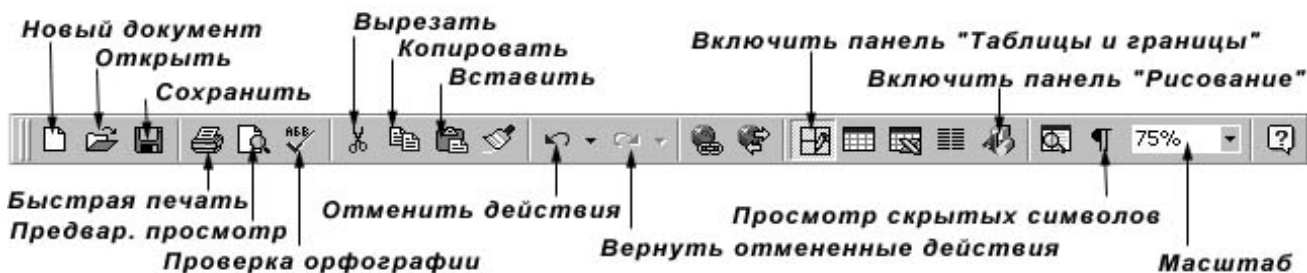 Новый документ
Открыть
Сохранить
Вырезать
Копировать
Вставить
Включить панель "Таблицы и границы"
Включить панель "Рисование"
АБВ
75%
?
Быстрая печать
Предвар. просмотр
Проверка орфографии
Отменить действия
Вернуть отмененные действия
Просмотр скрытых символов
Масштаб